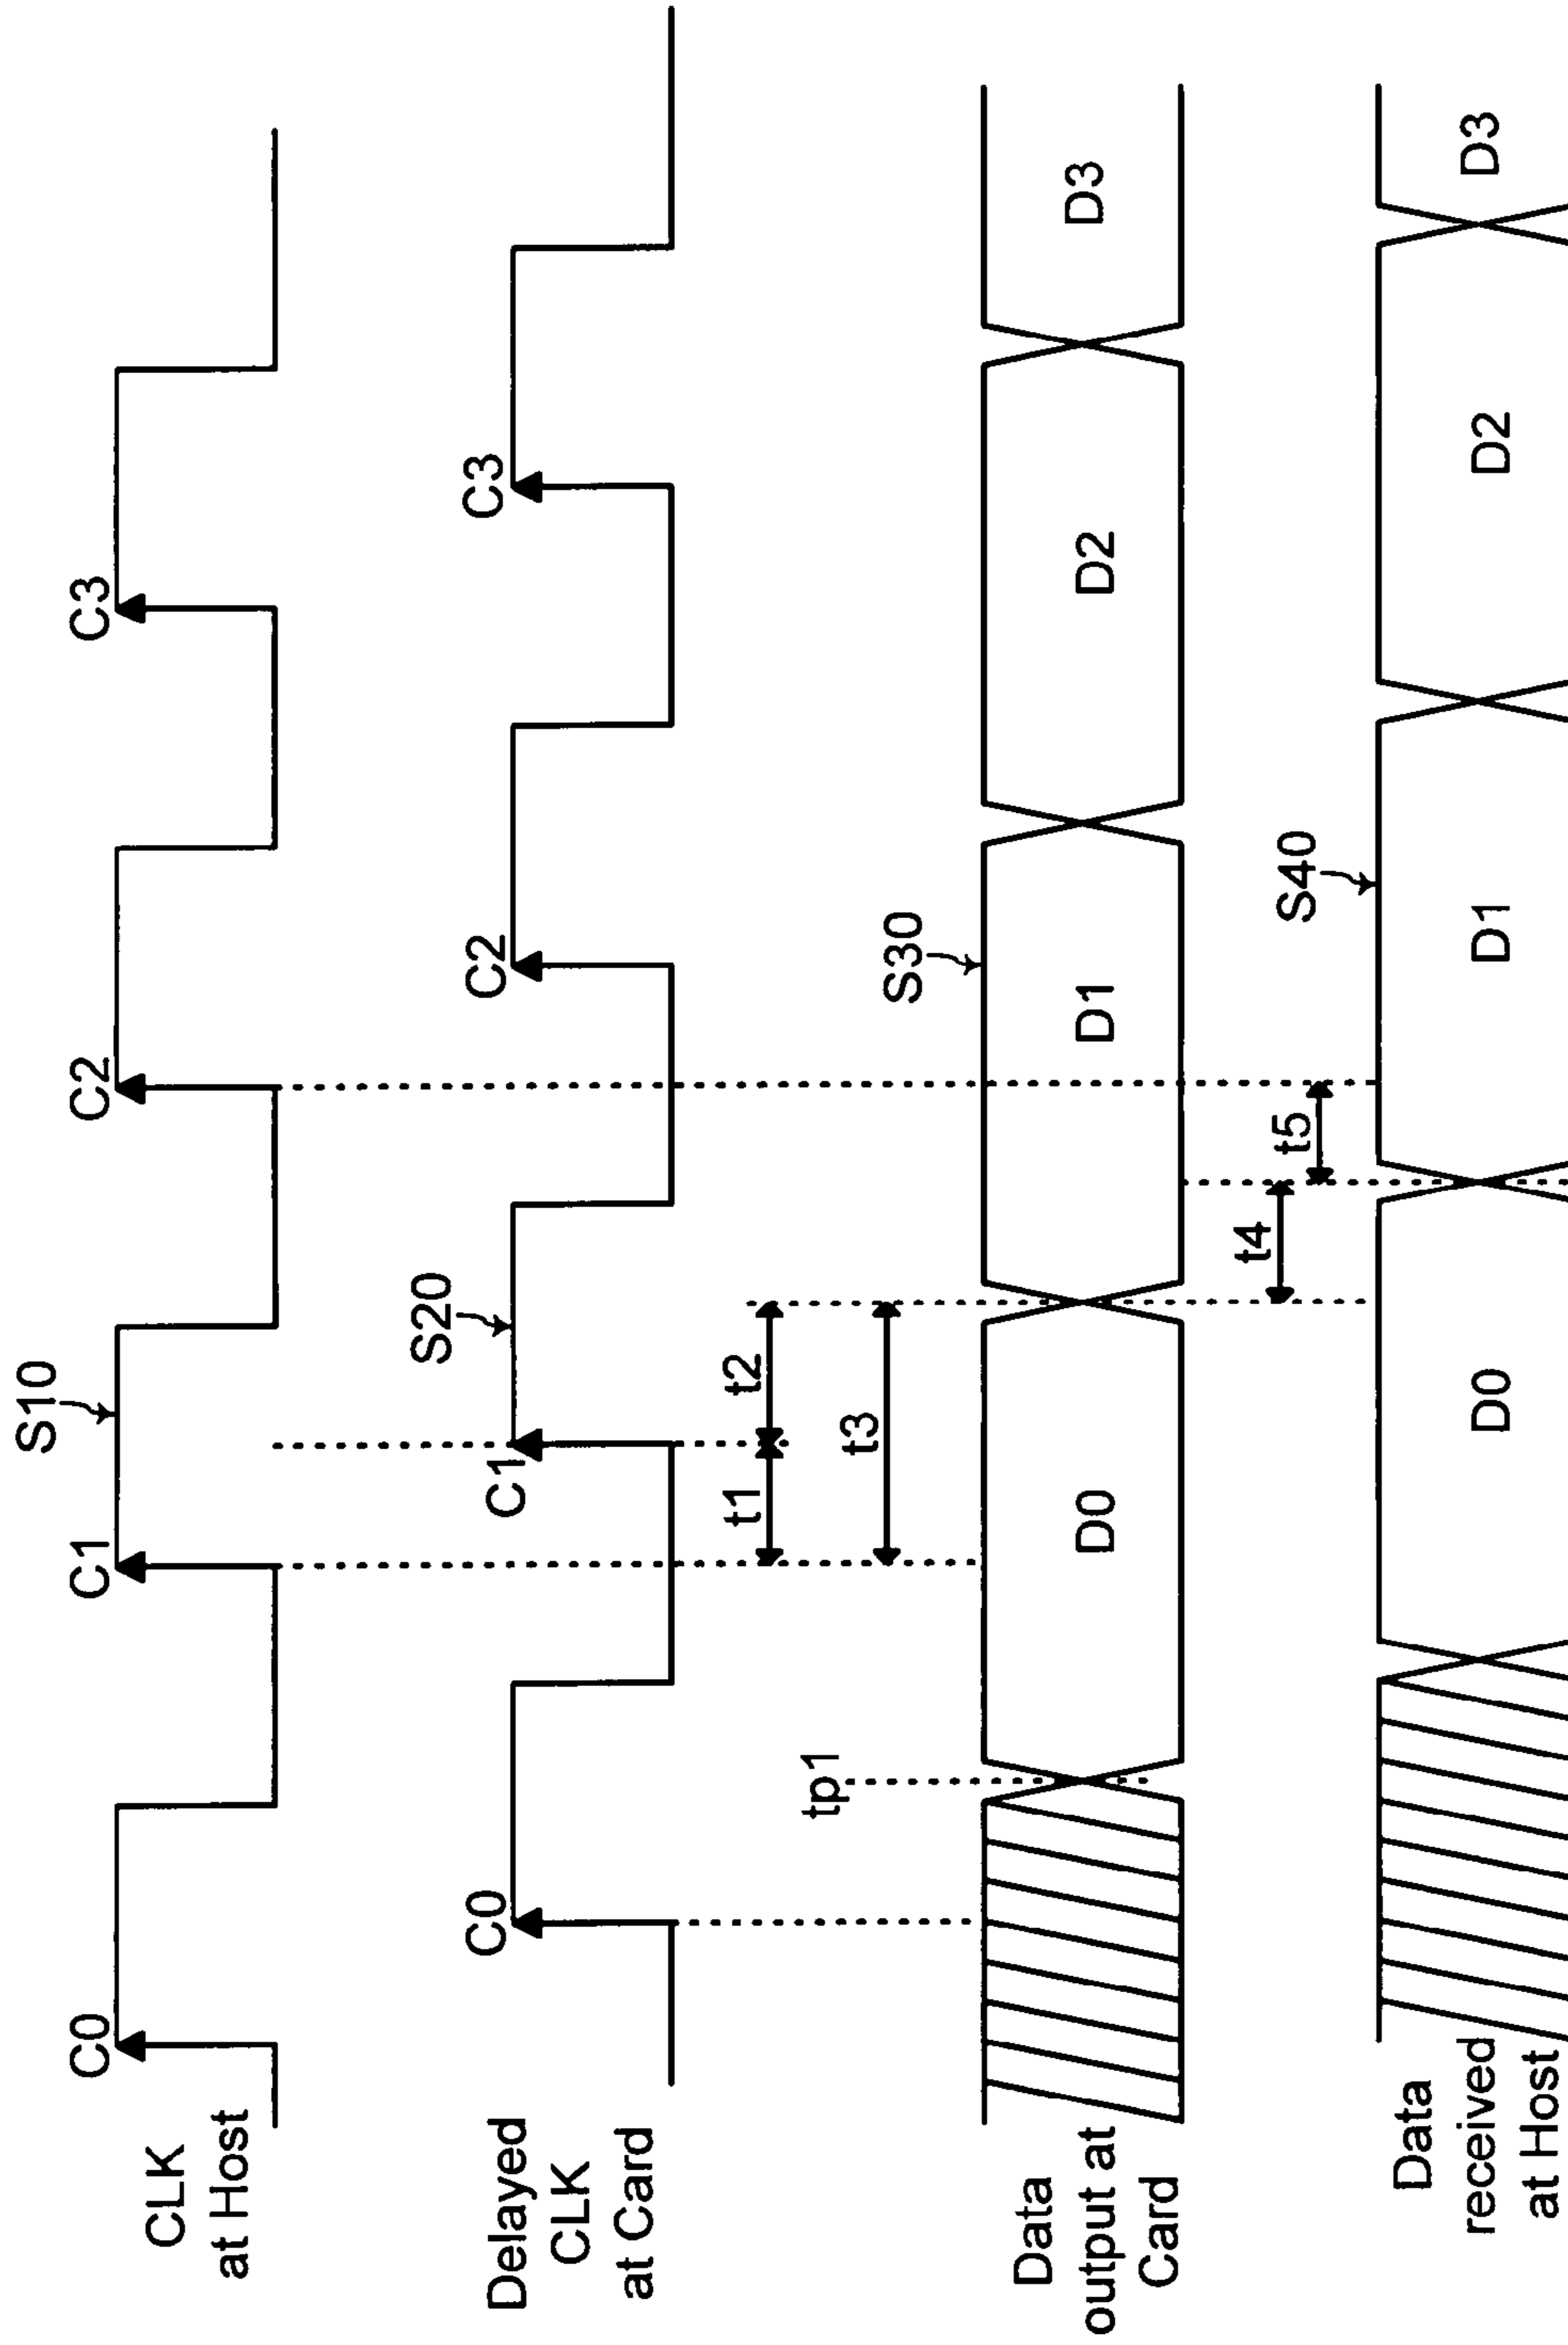 S10
CLK
at Host
C0
C1
C2
C3
S20
Delayed
CLK
at Card
C0
C1
C2
C3
t1
t2
t3
tp1
S30
Data
output at
Card
D0
D1
D2
D3
t4
t5
S40
Data
received
at Host
D0
D1
D2
D3